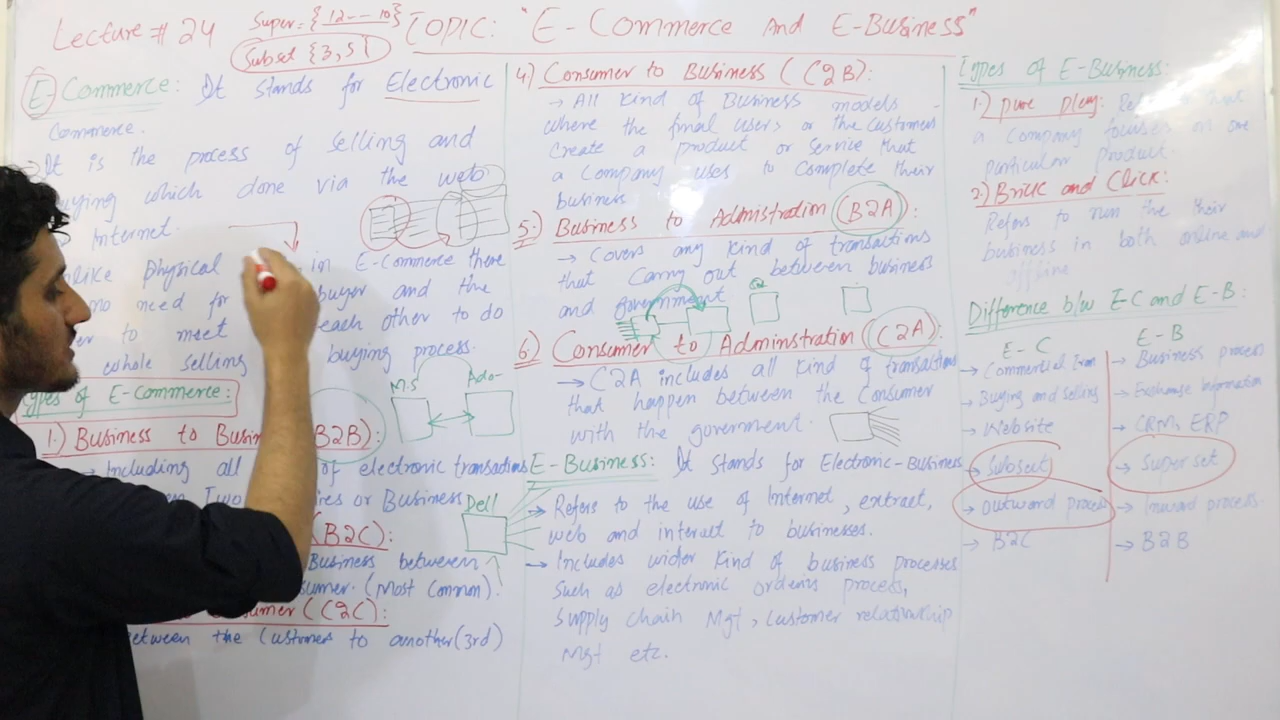 Lecture # 24
Super = {12 -- 10}
Subset {3, 5}
TOPIC: "E-Commerce And E-Business"
E-Commerce: It stands for Electronic
Commerce.
→ It is the process of selling and
which done via the web
Internet.
physical in E-Commerce there
no need for buyer and the
to meet each other to do
whole selling buying process.
M.S Ado-
Types of E-Commerce:
1.) Business to (B2B):
→ Including all of electronic transactions
or Business
Dell
(B2C):
Business between
(Most Common).
(C2C):
between the Customer to another (3rd)
4.) Consumer to Business (C2B):
→ All kind of Business models
where the final users or the customers
create a product or service that
a company uses to complete their
business
5.) Business to Admistration (B2A):
→ Covers any kind of transactions
that carry out between business
and government
6.) Consumer to Adminstration (C2A):
→ C2A includes all kind of transactions
that happen between the Consumer
with the government.
E-Business: It stands for Electronic-Business
→ Refers to the use of Internet, extract,
web and interut to businesses.
→ Includes wider kind of business processes
such as electronic orderins process,
supply chain Mgt, customer relationship
Mgt etc.
Types of E-Business:
1.) pure play: that
a company focuses on one
particular product.
2.) Brick and Click:
Refers to run the their
business in both online and
offline
Difference b/w E-C and E-B:
E-C E-B
→ Commercial → Business process
→ Buying and selling → Exchange information
→ Website → CRM, ERP
→ Subset → Super set
→ outward process → Inward process.
→ B2C → B2B